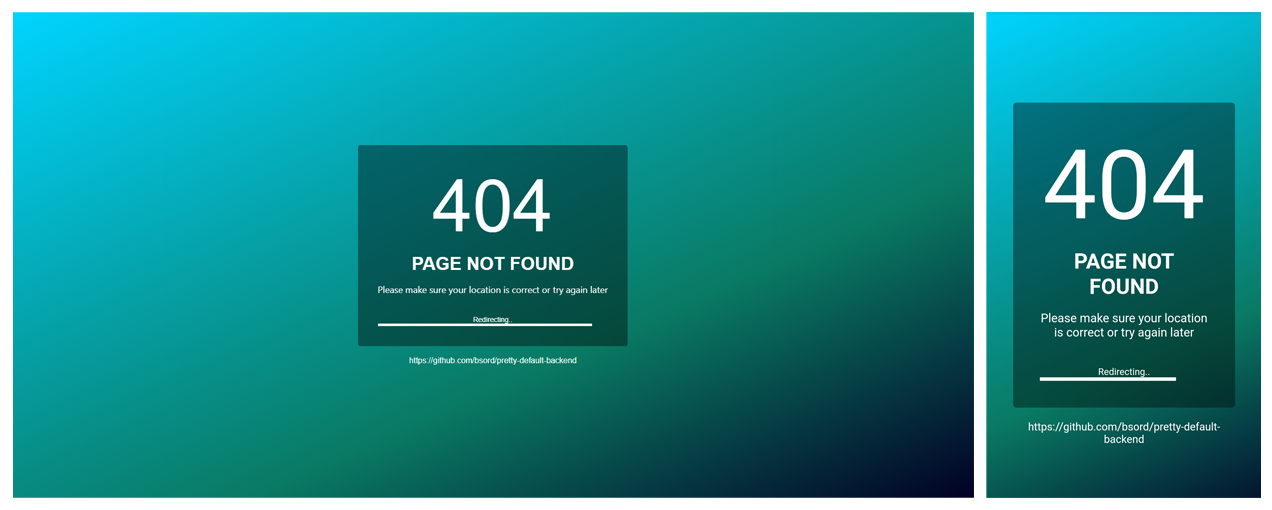 404
PAGE NOT FOUND
Please make sure your location is correct or try again later
Redirecting..
https://github.com/bsord/pretty-default-backend
404
PAGE NOT
FOUND
Please make sure your location
is correct or try again later
Redirecting..
https://github.com/bsord/pretty-default-
backend